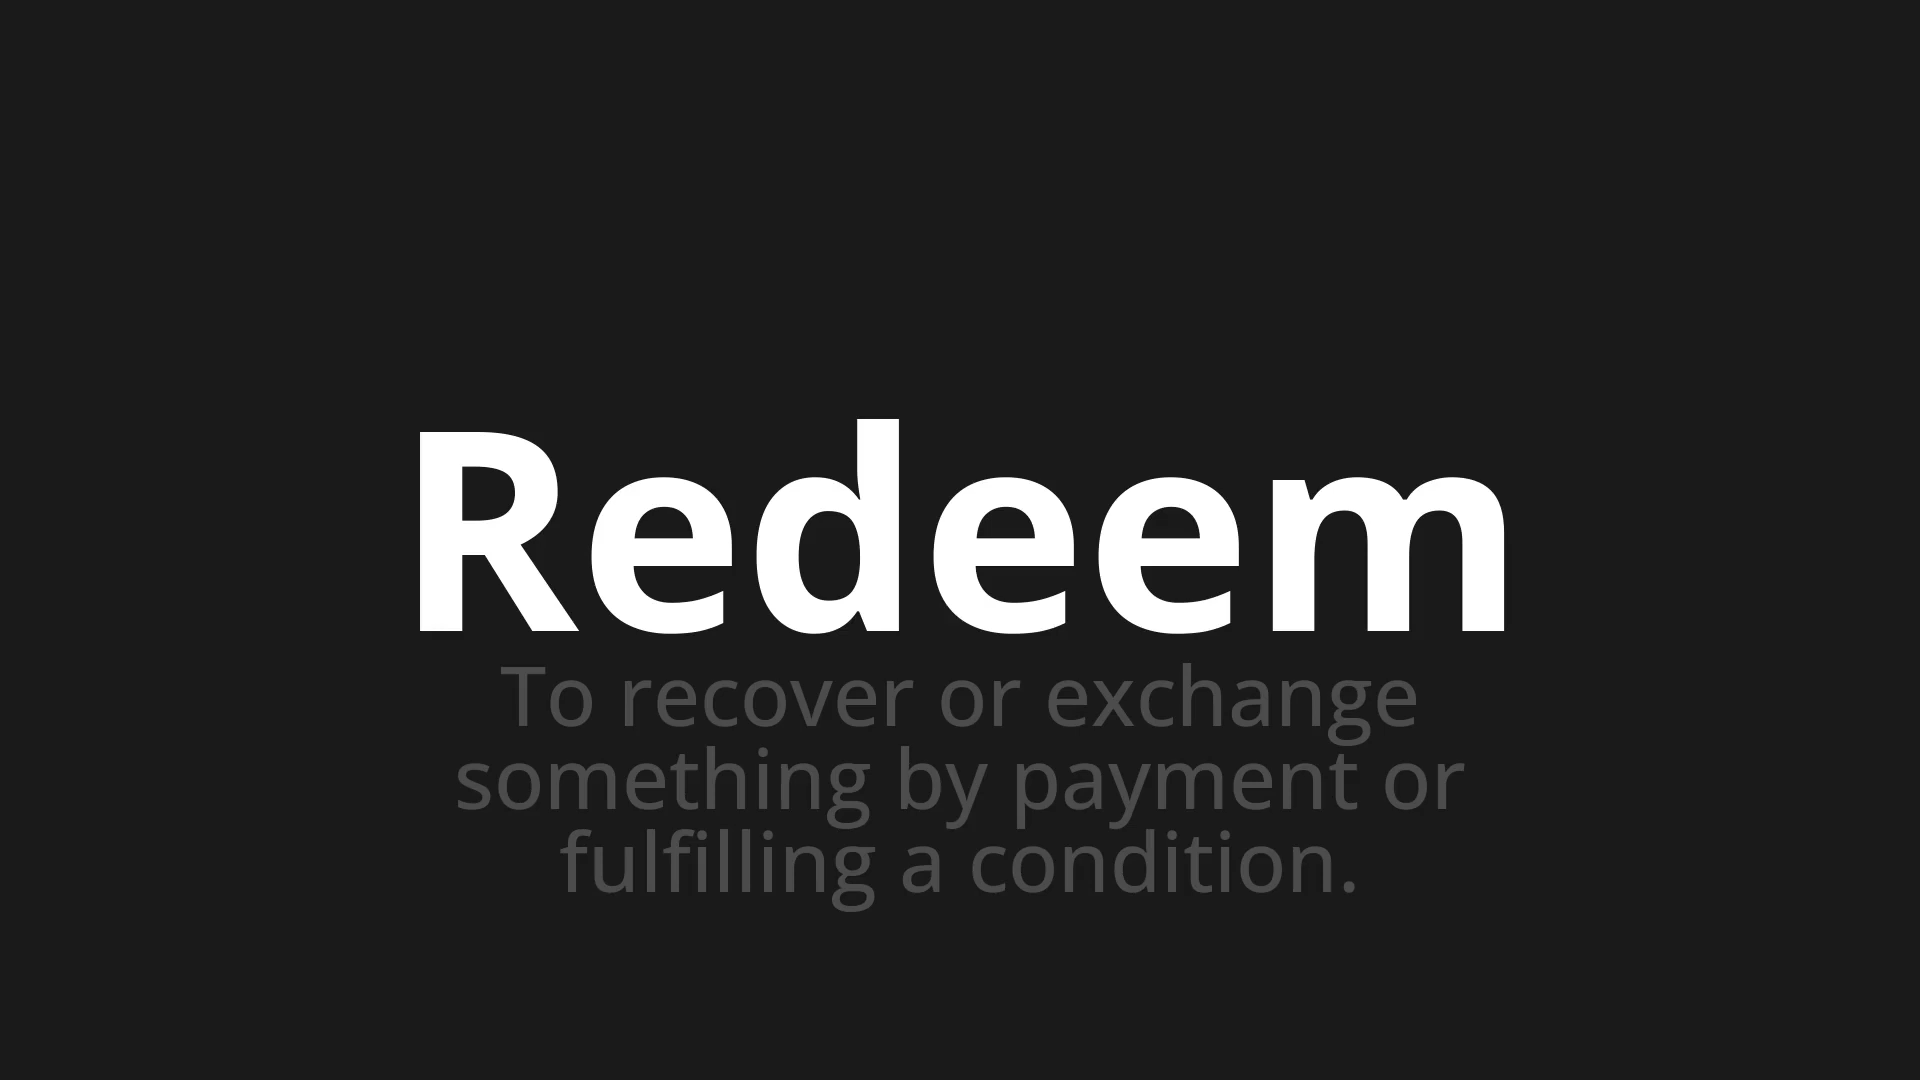 Redeem
To recover or exchange
something by payment or
fulfilling a condition.